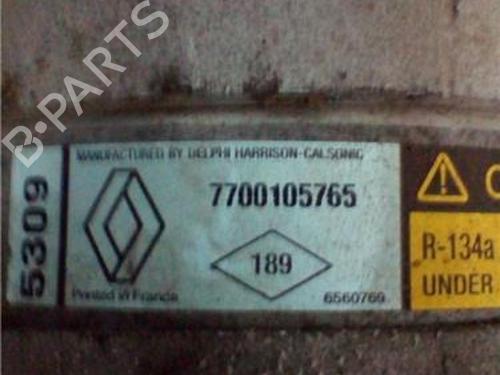 B-PARTS
5309
MANUFACTURED BY DELPHI HARRISON-CALSONIC
7700105765
189
Printed in France
6560769
R-134a
UNDER